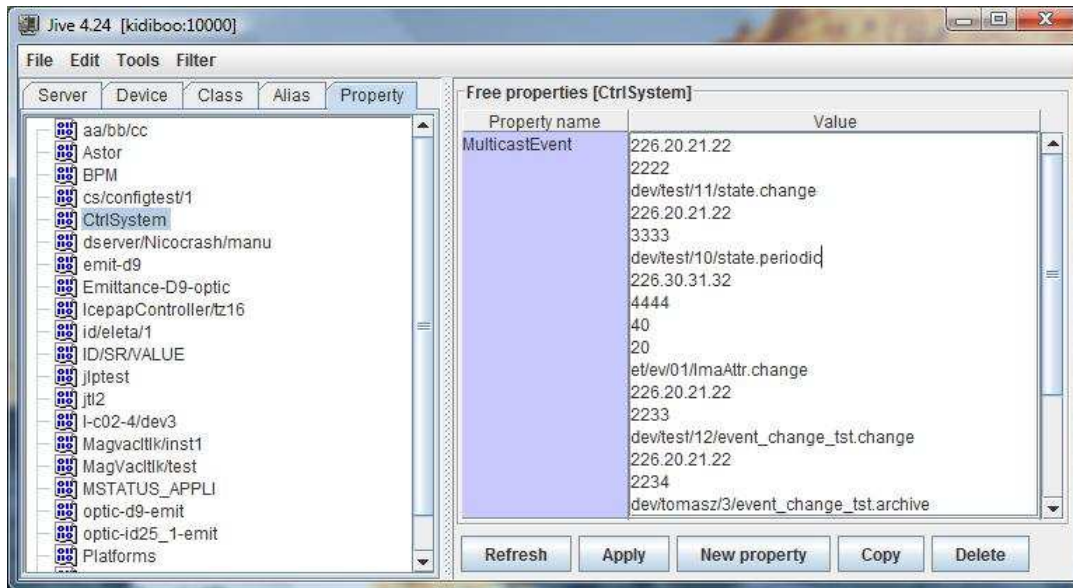 Jive 4.24 [kidiboo:10000]
File Edit Tools Filter
Server Device Class Alias Property
aa/bb/cc
Astor
BPM
cs/configtest/1
CtrlSystem
dserver/Nicocrash/manu
emit-d9
Emittance-D9-optic
IcepapController/tz16
id/eleta/1
ID/SR/VALUE
jlptest
jtl2
l-c02-4/dev3
Magvacltlk/inst1
MagVacltlk/test
MSTATUS_APPLI
optic-d9-emit
optic-id25_1-emit
Platforms
Free properties [CtrlSystem]
Property name Value
MulticastEvent 226.20.21.22
2222
dev/test/11/state.change
226.20.21.22
3333
dev/test/10/state.periodic
226.30.31.32
4444
40
20
et/ev/01/ImaAttr.change
226.20.21.22
2233
dev/test/12/event_change_tst.change
226.20.21.22
2234
dev/tomasz/3/event_change_tst.archive
Refresh Apply New property Copy Delete